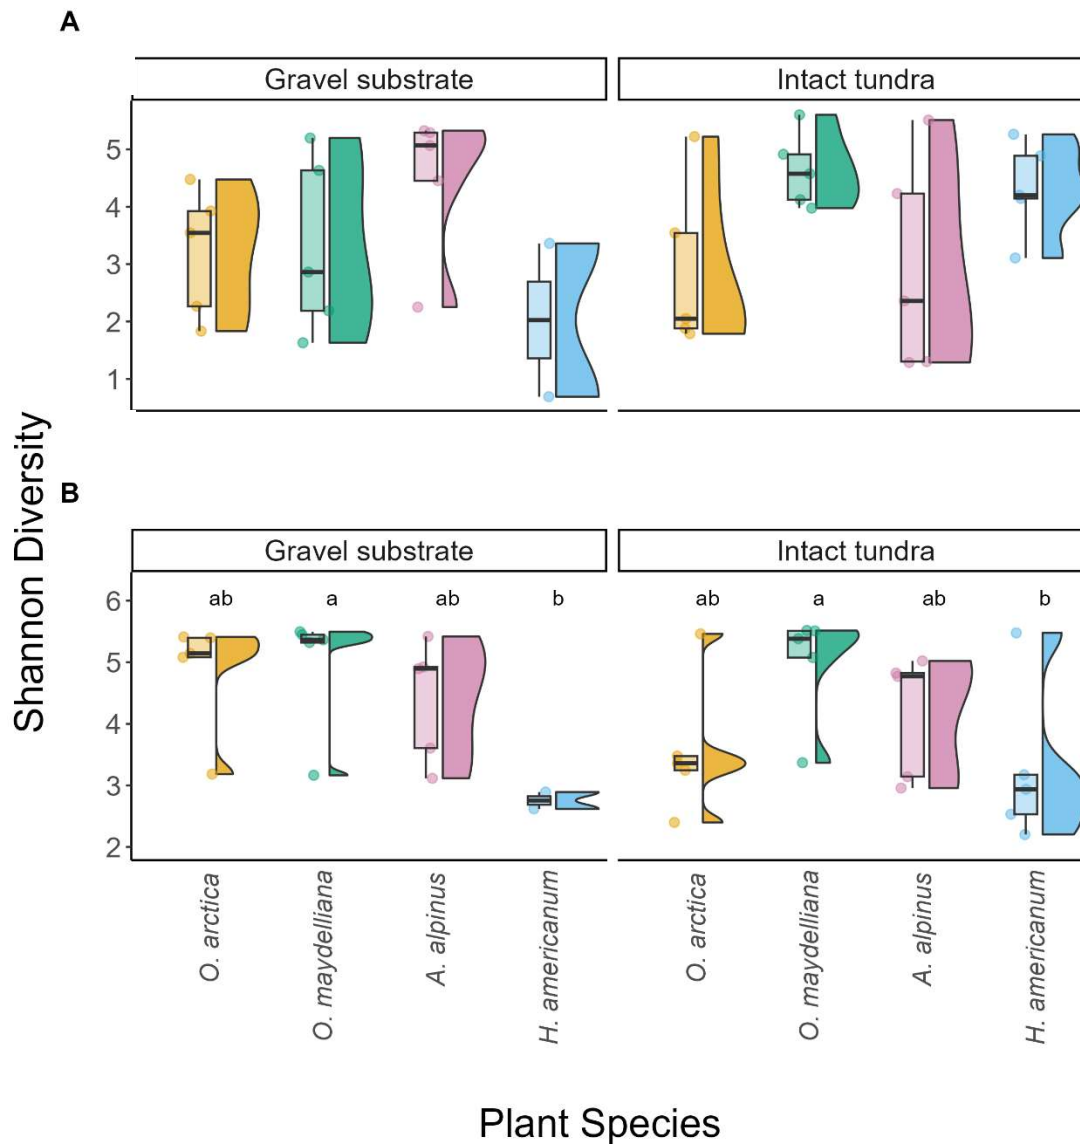 A
Gravel substrate Intact tundra
5
4
3
2
1
Shannon Diversity
B
Gravel substrate Intact tundra
6
5
4
3
2
ab a ab b ab a ab b
O. arctica O. maydelliana A. alpinus H. americanum O. arctica O. maydelliana A. alpinus H. americanum
Plant Species